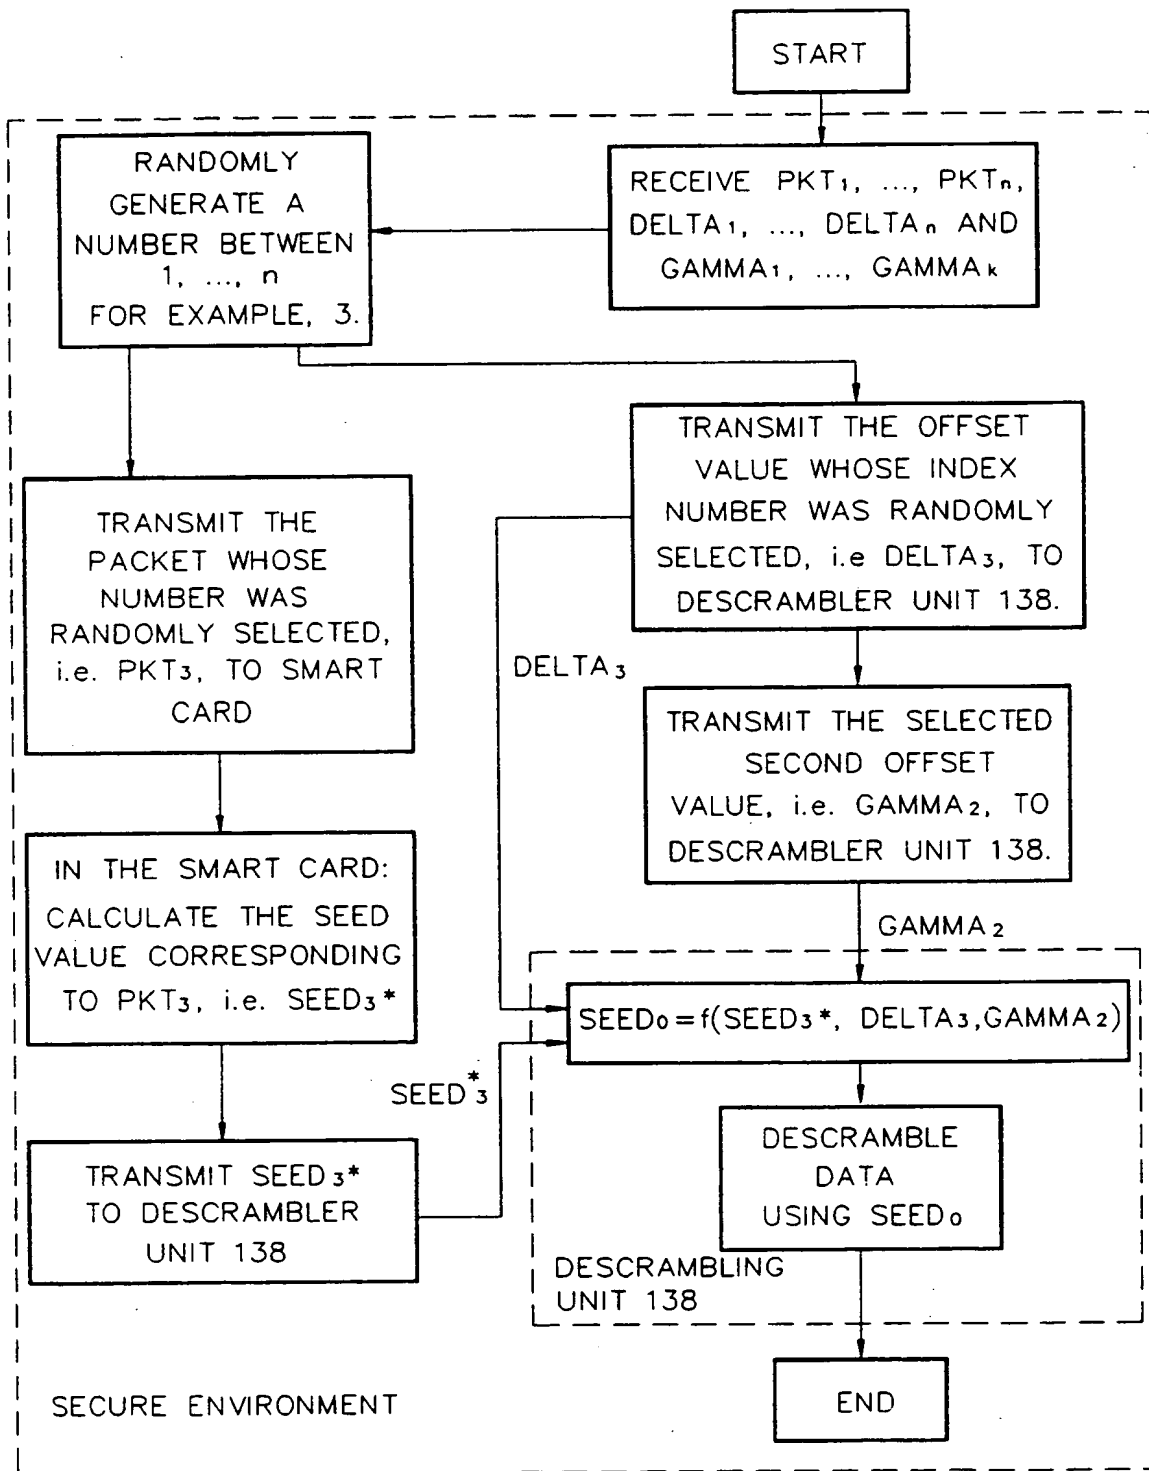 START
RECEIVE PKT₁, ..., PKTₙ,
DELTA₁, ..., DELTAₙ AND
GAMMA₁, ..., GAMMAₖ
RANDOMLY
GENERATE A
NUMBER BETWEEN
1, ..., n
FOR EXAMPLE, 3.
TRANSMIT THE OFFSET
VALUE WHOSE INDEX
NUMBER WAS RANDOMLY
SELECTED, i.e DELTA₃, TO
DESCRAMBLER UNIT 138.
TRANSMIT THE
PACKET WHOSE
NUMBER WAS
RANDOMLY SELECTED,
i.e. PKT₃, TO SMART
CARD
DELTA₃
TRANSMIT THE SELECTED
SECOND OFFSET
VALUE, i.e. GAMMA₂, TO
DESCRAMBLER UNIT 138.
IN THE SMART CARD:
CALCULATE THE SEED
VALUE CORRESPONDING
TO PKT₃, i.e. SEED₃*
GAMMA₂
SEED₀=f(SEED₃*, DELTA₃,GAMMA₂)
SEED₃*
TRANSMIT SEED₃*
TO DESCRAMBLER
UNIT 138
DESCRAMBLE
DATA
USING SEED₀
DESCRAMBLING
UNIT 138
END
SECURE ENVIRONMENT